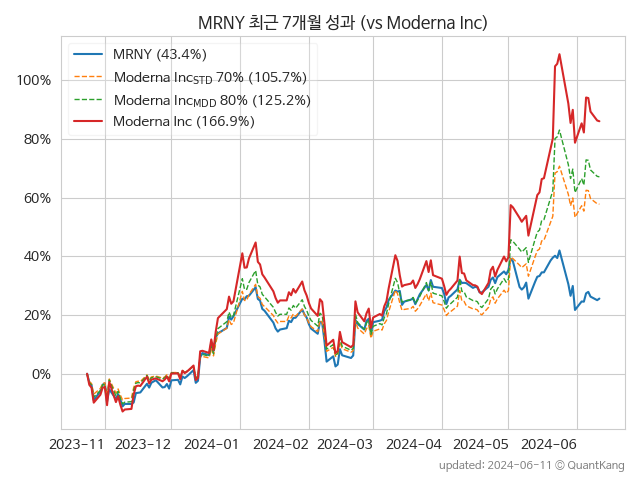 MRNY 최근 7개월 성과 (vs Moderna Inc)
MRNY (43.4%)
Moderna Inc_STD 70% (105.7%)
Moderna Inc_MDD 80% (125.2%)
Moderna Inc (166.9%)
100%
80%
60%
40%
20%
0%
2023-11 2023-12 2024-01 2024-02 2024-03 2024-04 2024-05 2024-06
updated: 2024-06-11 ⓒ QuantKang